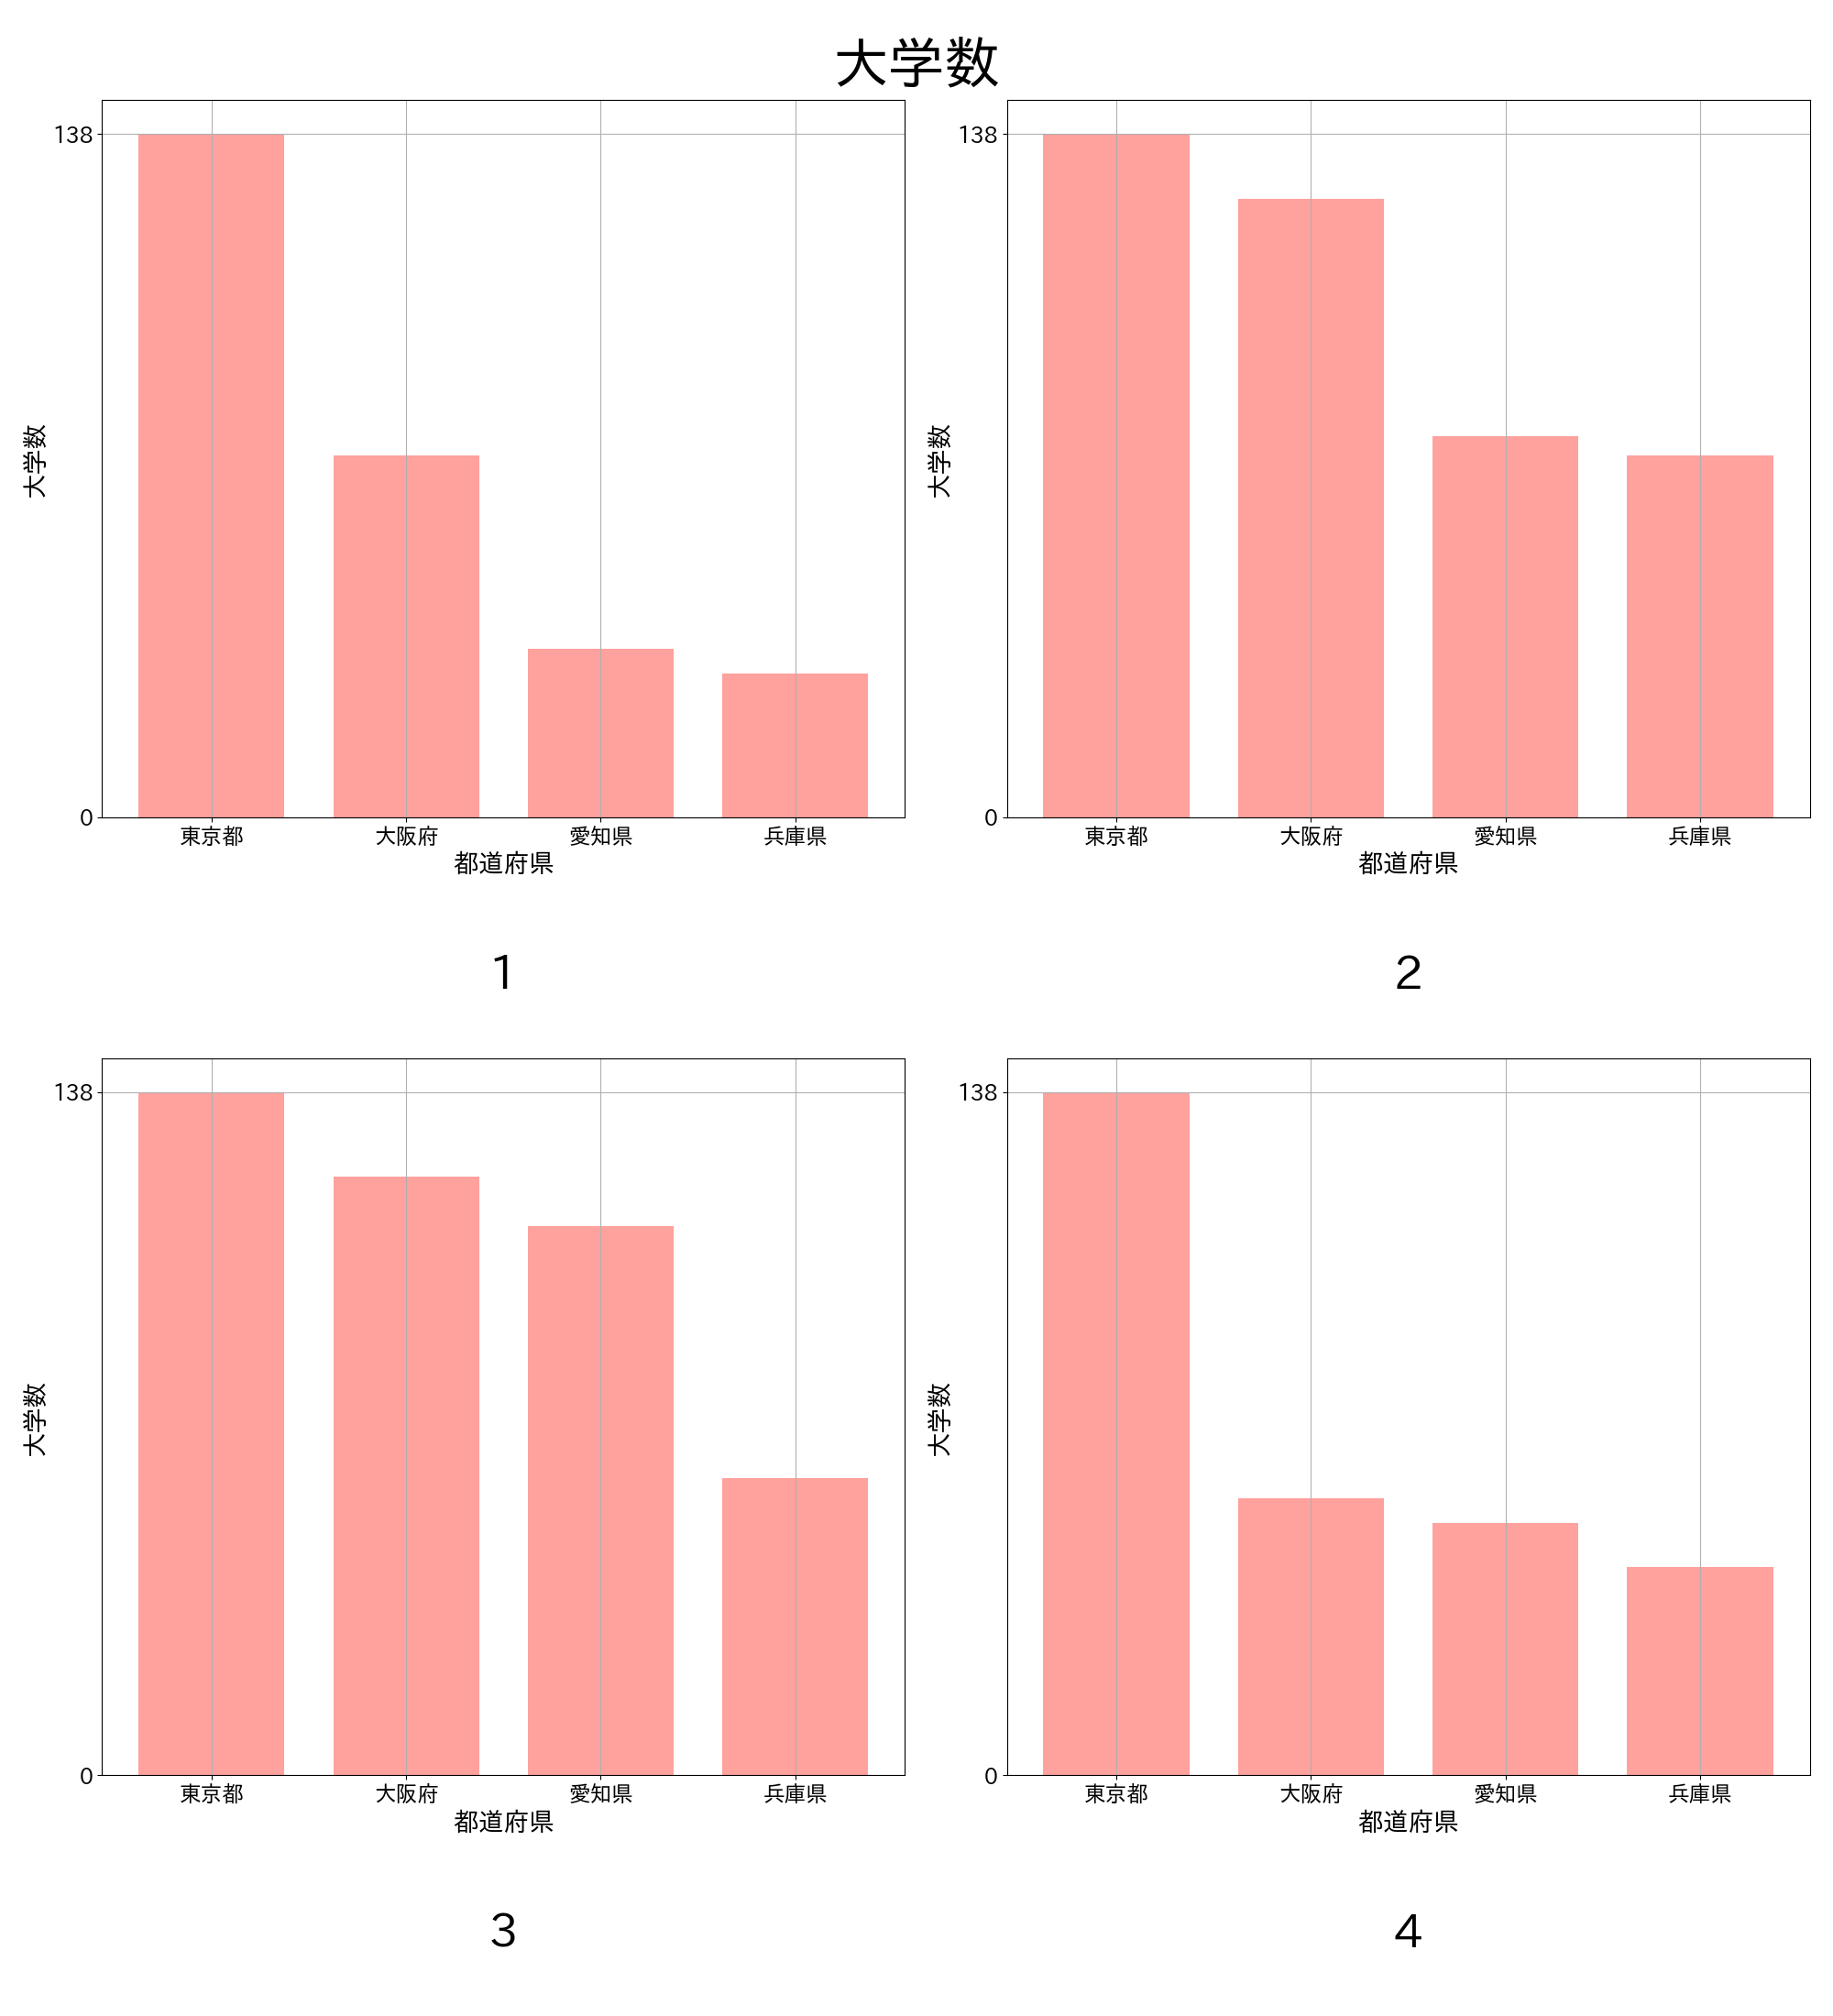 大学数
138
0
大学数
東京都 大阪府 愛知県 兵庫県
都道府県
1
138
0
大学数
東京都 大阪府 愛知県 兵庫県
都道府県
2
138
0
大学数
東京都 大阪府 愛知県 兵庫県
都道府県
3
138
0
大学数
東京都 大阪府 愛知県 兵庫県
都道府県
4